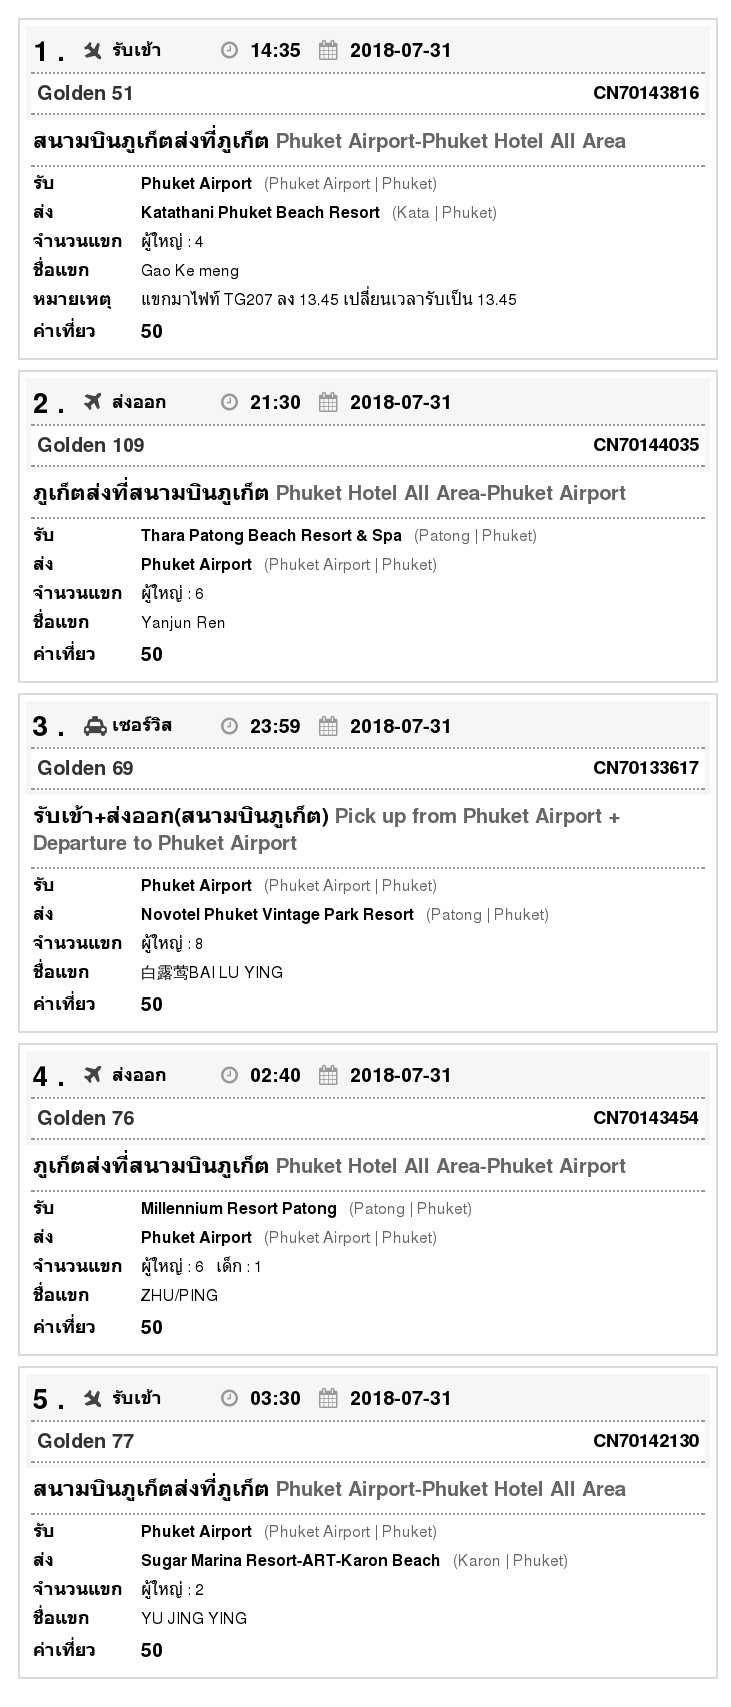 1 . รับเข้า 14:35 2018-07-31
Golden 51 CN70143816
สนามบินภูเก็ตส่งที่ภูเก็ต Phuket Airport-Phuket Hotel All Area
รับ Phuket Airport (Phuket Airport | Phuket)
ส่ง Katathani Phuket Beach Resort (Kata | Phuket)
จำนวนแขก ผู้ใหญ่ : 4
ชื่อแขก Gao Ke meng
หมายเหตุ แขกมาไฟท์ TG207 ลง 13.45 เปลี่ยนเวลารับเป็น 13.45
ค่าเที่ยว 50
2 . ส่งออก 21:30 2018-07-31
Golden 109 CN70144035
ภูเก็ตส่งที่สนามบินภูเก็ต Phuket Hotel All Area-Phuket Airport
รับ Thara Patong Beach Resort & Spa (Patong | Phuket)
ส่ง Phuket Airport (Phuket Airport | Phuket)
จำนวนแขก ผู้ใหญ่ : 6
ชื่อแขก Yanjun Ren
ค่าเที่ยว 50
3 . เซอร์วิส 23:59 2018-07-31
Golden 69 CN70133617
รับเข้า+ส่งออก(สนามบินภูเก็ต) Pick up from Phuket Airport +
Departure to Phuket Airport
รับ Phuket Airport (Phuket Airport | Phuket)
ส่ง Novotel Phuket Vintage Park Resort (Patong | Phuket)
จำนวนแขก ผู้ใหญ่ : 8
ชื่อแขก 白露莺BAI LU YING
ค่าเที่ยว 50
4 . ส่งออก 02:40 2018-07-31
Golden 76 CN70143454
ภูเก็ตส่งที่สนามบินภูเก็ต Phuket Hotel All Area-Phuket Airport
รับ Millennium Resort Patong (Patong | Phuket)
ส่ง Phuket Airport (Phuket Airport | Phuket)
จำนวนแขก ผู้ใหญ่ : 6 เด็ก : 1
ชื่อแขก ZHU/PING
ค่าเที่ยว 50
5 . รับเข้า 03:30 2018-07-31
Golden 77 CN70142130
สนามบินภูเก็ตส่งที่ภูเก็ต Phuket Airport-Phuket Hotel All Area
รับ Phuket Airport (Phuket Airport | Phuket)
ส่ง Sugar Marina Resort-ART-Karon Beach (Karon | Phuket)
จำนวนแขก ผู้ใหญ่ : 2
ชื่อแขก YU JING YING
ค่าเที่ยว 50